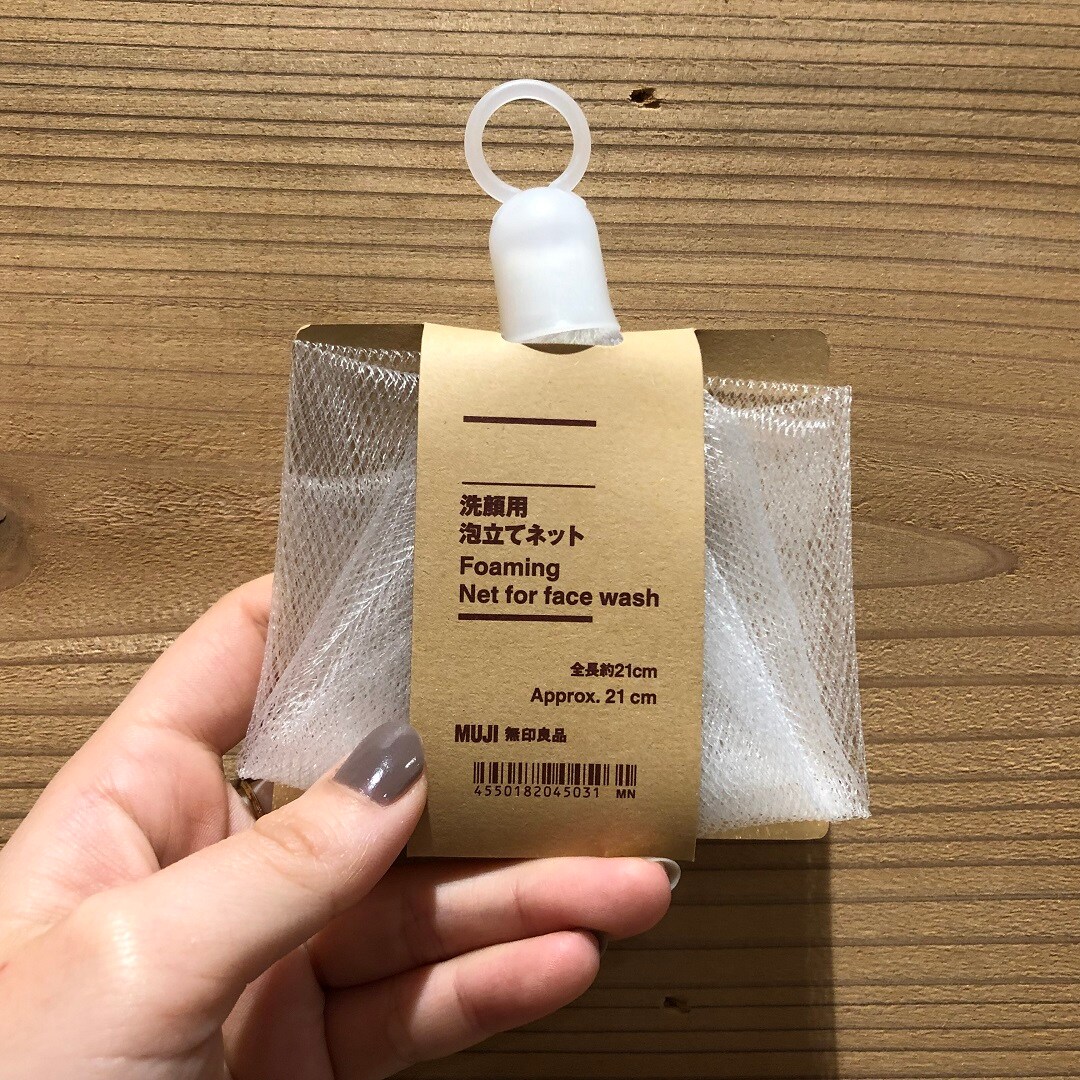 洗顔用
泡立てネット
Foaming
Net for face wash
全長約21cm
Approx. 21 cm
MUJI 無印良品
4550182045031 MN